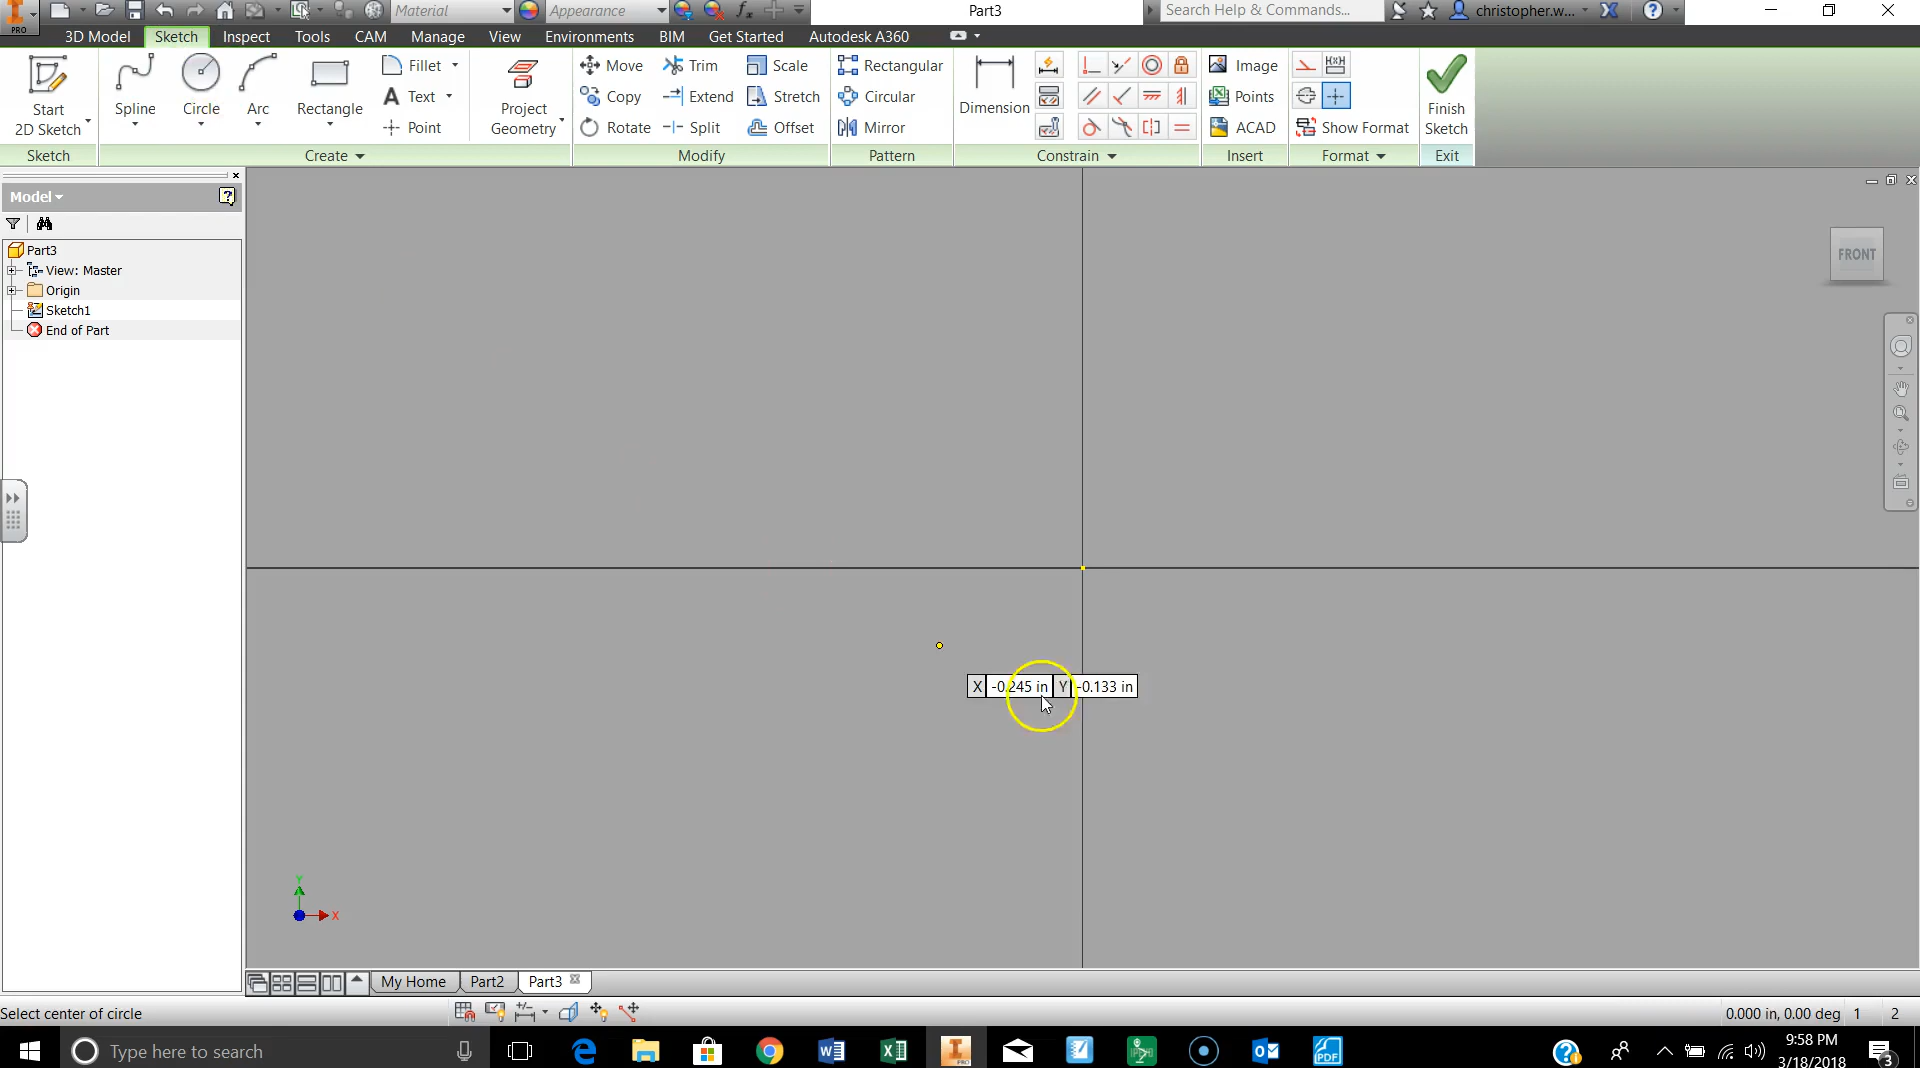 Material
Appearance
Part3
Search Help & Commands...
christopher.w...
PRO
3D Model
Sketch
Inspect
Tools
CAM
Manage
View
Environments
BIM
Get Started
Autodesk A360
Start
2D Sketch
Spline
Circle
Arc
Rectangle
Fillet
Text
Point
Project
Geometry
Move
Copy
Rotate
Trim
Extend
Split
Scale
Stretch
Offset
Rectangular
Circular
Mirror
Dimension
Image
Points
ACAD
Show Format
Finish
Sketch
Sketch
Create
Modify
Pattern
Constrain
Insert
Format
Exit
Model
Part3
View: Master
Origin
Sketch1
End of Part
FRONT
X -0.245 in Y -0.133 in
Y
X
My Home
Part2
Part3
Select center of circle
0.000 in, 0.00 deg 1 2
Type here to search
PRO
PDF
9:58 PM
3/18/2018
3